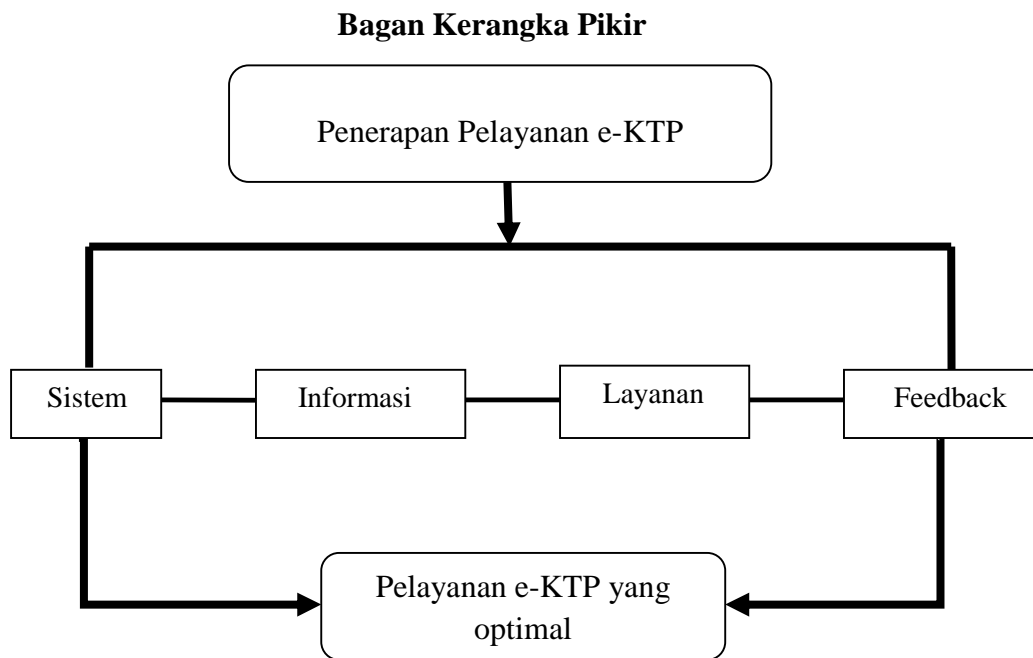 Bagan Kerangka Pikir
Penerapan Pelayanan e-KTP
Sistem
Informasi
Layanan
Feedback
Pelayanan e-KTP yang
optimal